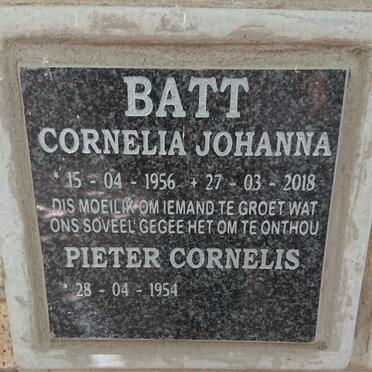 BATT
CORNELIA JOHANNA
* 15 - 04 - 1956 + 27 - 03 - 2018
DIS MOEILIK OM IEMAND TE GROET WAT
ONS SOVEEL GEGEE HET OM TE ONTHOU
PIETER CORNELIS
* 28 - 04 - 1954